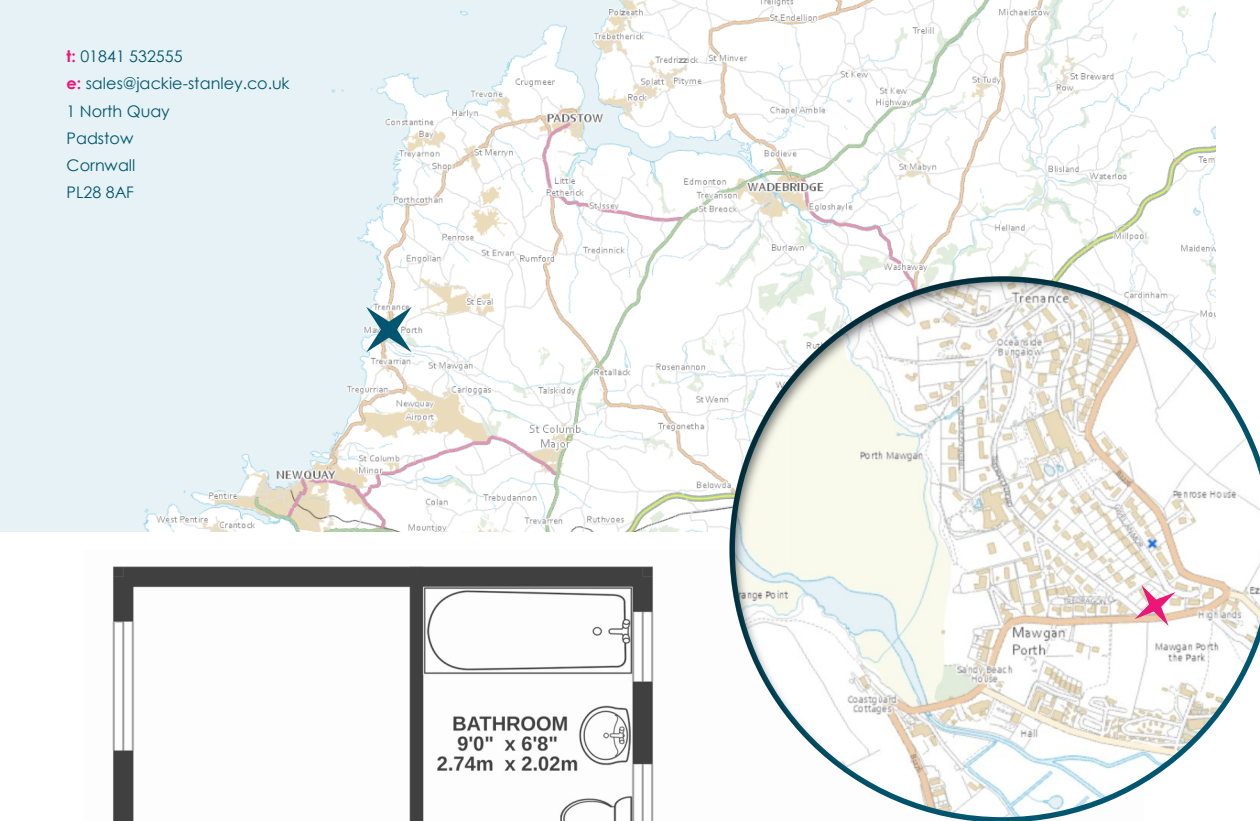 t: 01841 532555
e: sales@jackie-stanley.co.uk
1 North Quay
Padstow
Cornwall
PL28 8AF
Polzeath
Trelights
St Endellion
Michaelstow
Trebetherick
Trelill
Tredrizzick
St Minver
Splatt
Pityme
St Kew
St Tudy
St Breward
Row
Crugmeer
Trevone
Rock
St Kew
Highway
Harlyn
PADSTOW
Chapel Amble
Constantine
Bay
Treyarnon
St Merryn
Shop
Bodieve
St Mabyn
Blisland
Waterloo
Little
Petherick
Edmonton
WADEBRIDGE
Trevanson
Porthcothan
St Issey
St Breock
Egloshayle
Helland
Millpool
Penrose
St Ervan
Rumford
Tredinnick
Burlawn
Engollan
Washaway
St Eval
Trenance
Cardinham
Porth
Trevarrian
St Mawgan
Retallack
Rosenannon
Tregurrian
Carloggas
Talskiddy
St Wenn
Newquay
Airport
St Columb
Major
Tregonetha
St Columb
Minor
NEWQUAY
Belowda
Pentire
Colan
Trebudannon
West Pentire
Crantock
Mountjoy
Trevarren
Ruthvoes
Trenance
Oceanside
Bungalow
Porth Mawgan
Penrose House
TREDRAGON
Highlands
Mawgan
Porth
Mawgan Porth
the Park
Sandy Beach
House
Coastguard
Cottages
Hall
BATHROOM
9'0" x 6'8"
2.74m x 2.02m